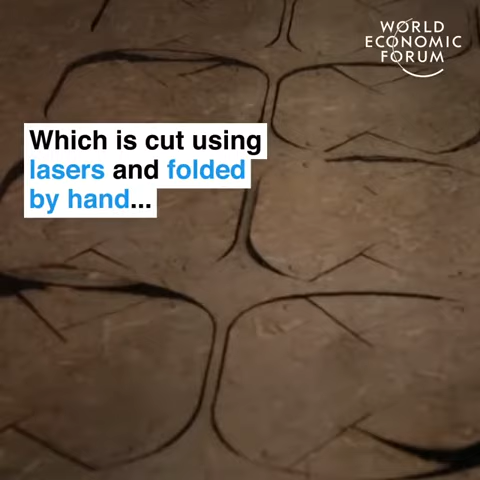 WORLD
ECONOMIC
FORUM
Which is cut using
lasers and folded
by hand...